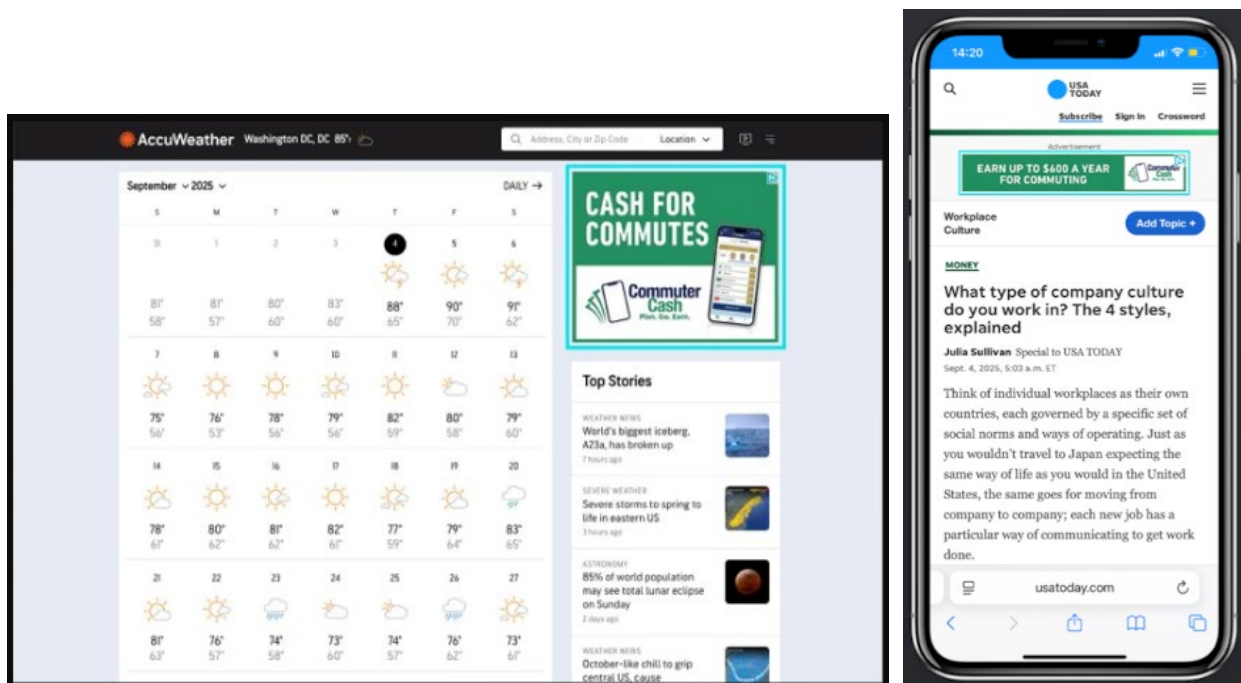 AccuWeather Washington DC, DC 85°F
Address, City or Zip Code Location
September 2025 DAILY →
S M T W T F S
31 1 2 3 4 5 6
81° 81° 80° 83° 88° 90° 91°
58° 57° 60° 60° 65° 70° 62°
7 8 9 10 11 12 13
75° 76° 78° 79° 82° 80° 79°
56° 53° 56° 56° 59° 58° 60°
14 15 16 17 18 19 20
78° 80° 81° 82° 77° 79° 83°
61° 62° 62° 61° 59° 64° 65°
21 22 23 24 25 26 27
81° 76° 74° 73° 74° 76° 73°
63° 57° 58° 60° 57° 62° 61°
CASH FOR
COMMUTES
Commuter
Cash
Plan. Go. Earn.
Top Stories
WEATHER NEWS
World's biggest iceberg,
A23a, has broken up
7 hours ago
SEVERE WEATHER
Severe storms to spring to
life in eastern US
3 hours ago
ASTRONOMY
85% of world population
may see total lunar eclipse
on Sunday
2 days ago
WEATHER NEWS
October-like chill to grip
central US, cause
14:20
USA
TODAY
Subscribe Sign In Crossword
Advertisement
EARN UP TO $600 A YEAR
FOR COMMUTING
Commuter
Cash
Workplace
Culture
Add Topic +
MONEY
What type of company culture
do you work in? The 4 styles,
explained
Julia Sullivan Special to USA TODAY
Sept. 4, 2025, 5:03 a.m. ET
Think of individual workplaces as their own
countries, each governed by a specific set of
social norms and ways of operating. Just as
you wouldn't travel to Japan expecting the
same way of life as you would in the United
States, the same goes for moving from
company to company; each new job has a
particular way of communicating to get work
done.
usatoday.com